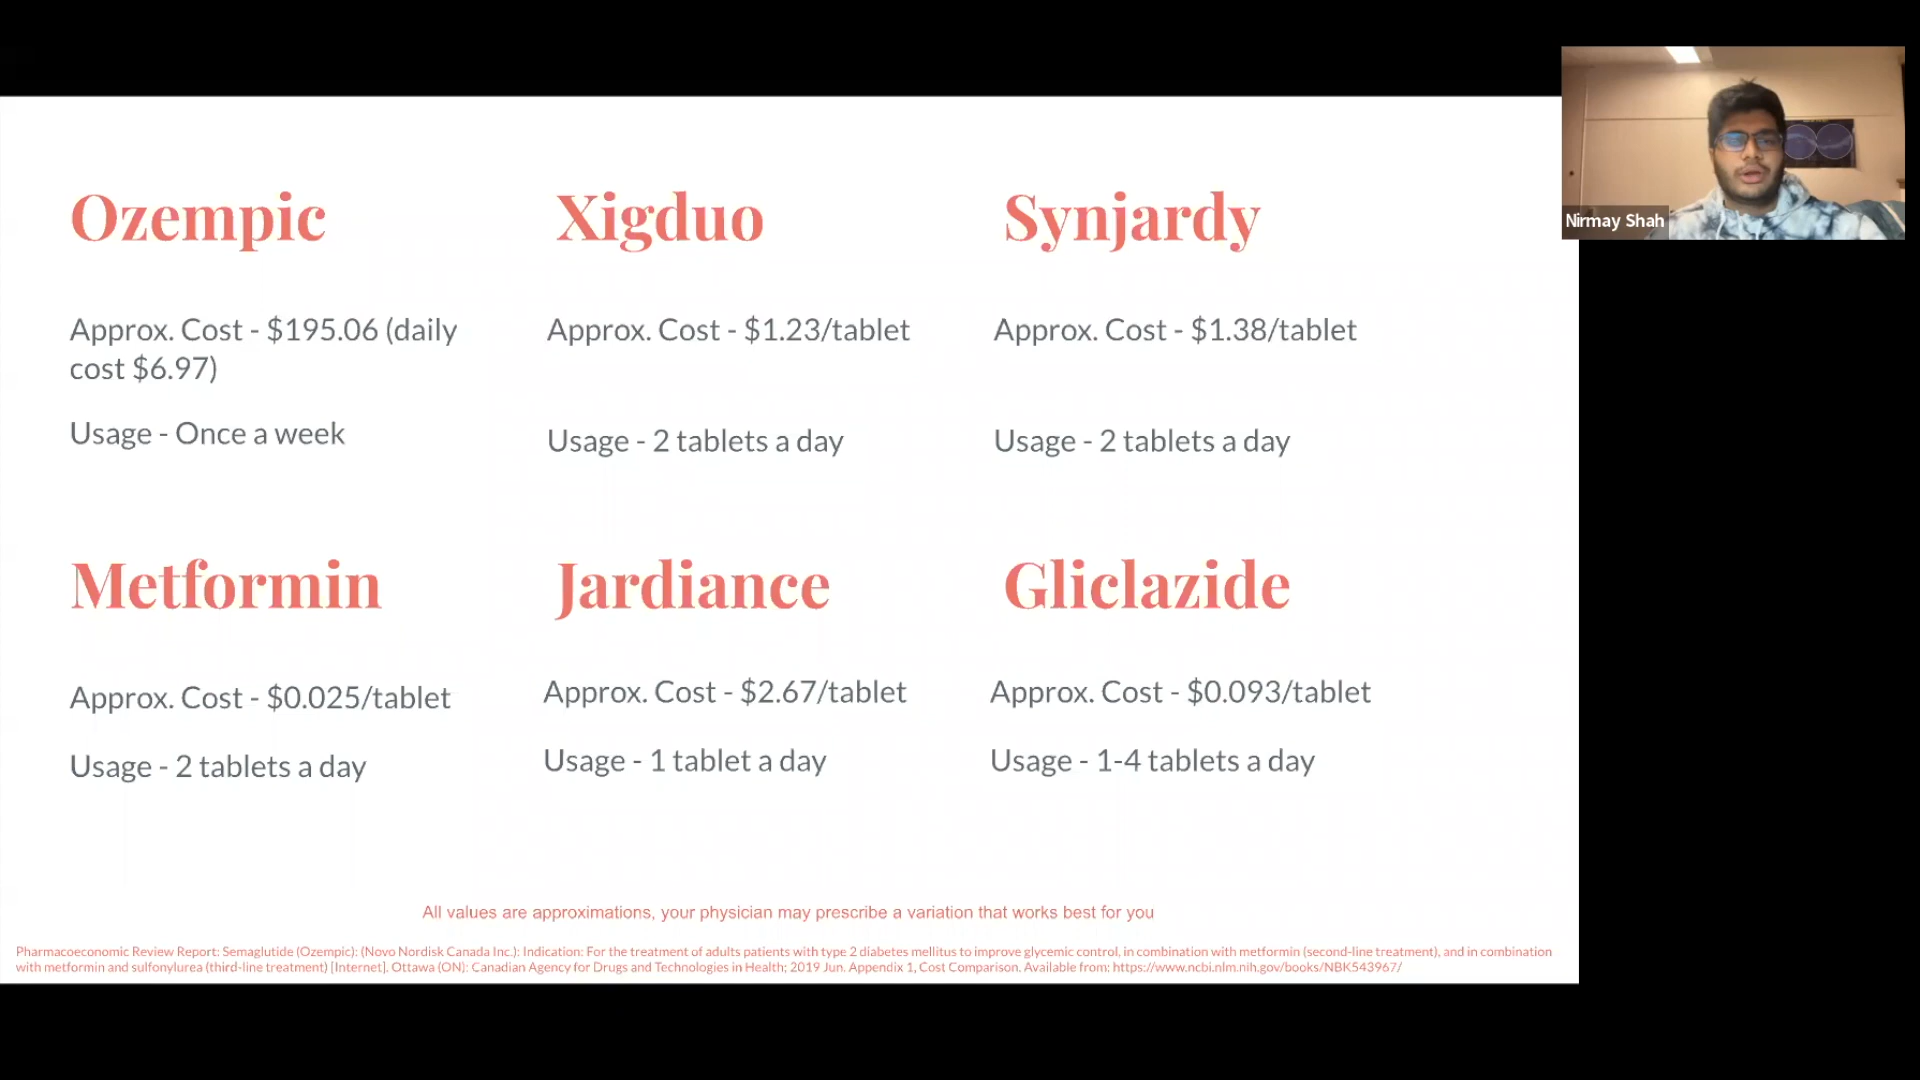 Ozempic
Approx. Cost - $195.06 (daily
cost $6.97)
Usage - Once a week
Xigduo
Approx. Cost - $1.23/tablet
Usage - 2 tablets a day
Synjardy
Approx. Cost - $1.38/tablet
Usage - 2 tablets a day
Metformin
Approx. Cost - $0.025/tablet
Usage - 2 tablets a day
Jardiance
Approx. Cost - $2.67/tablet
Usage - 1 tablet a day
Gliclazide
Approx. Cost - $0.093/tablet
Usage - 1-4 tablets a day
All values are approximations, your physician may prescribe a variation that works best for you
Pharmacoeconomic Review Report: Semaglutide (Ozempic): (Novo Nordisk Canada Inc.): Indication: For the treatment of adults patients with type 2 diabetes mellitus to improve glycemic control, in combination with metformin (second-line treatment), and in combination
with metformin and sulfonylurea (third-line treatment) [Internet]. Ottawa (ON): Canadian Agency for Drugs and Technologies in Health; 2019 Jun. Appendix 1, Cost Comparison. Available from: https://www.ncbi.nlm.nih.gov/books/NBK543967/
Nirmay Shah